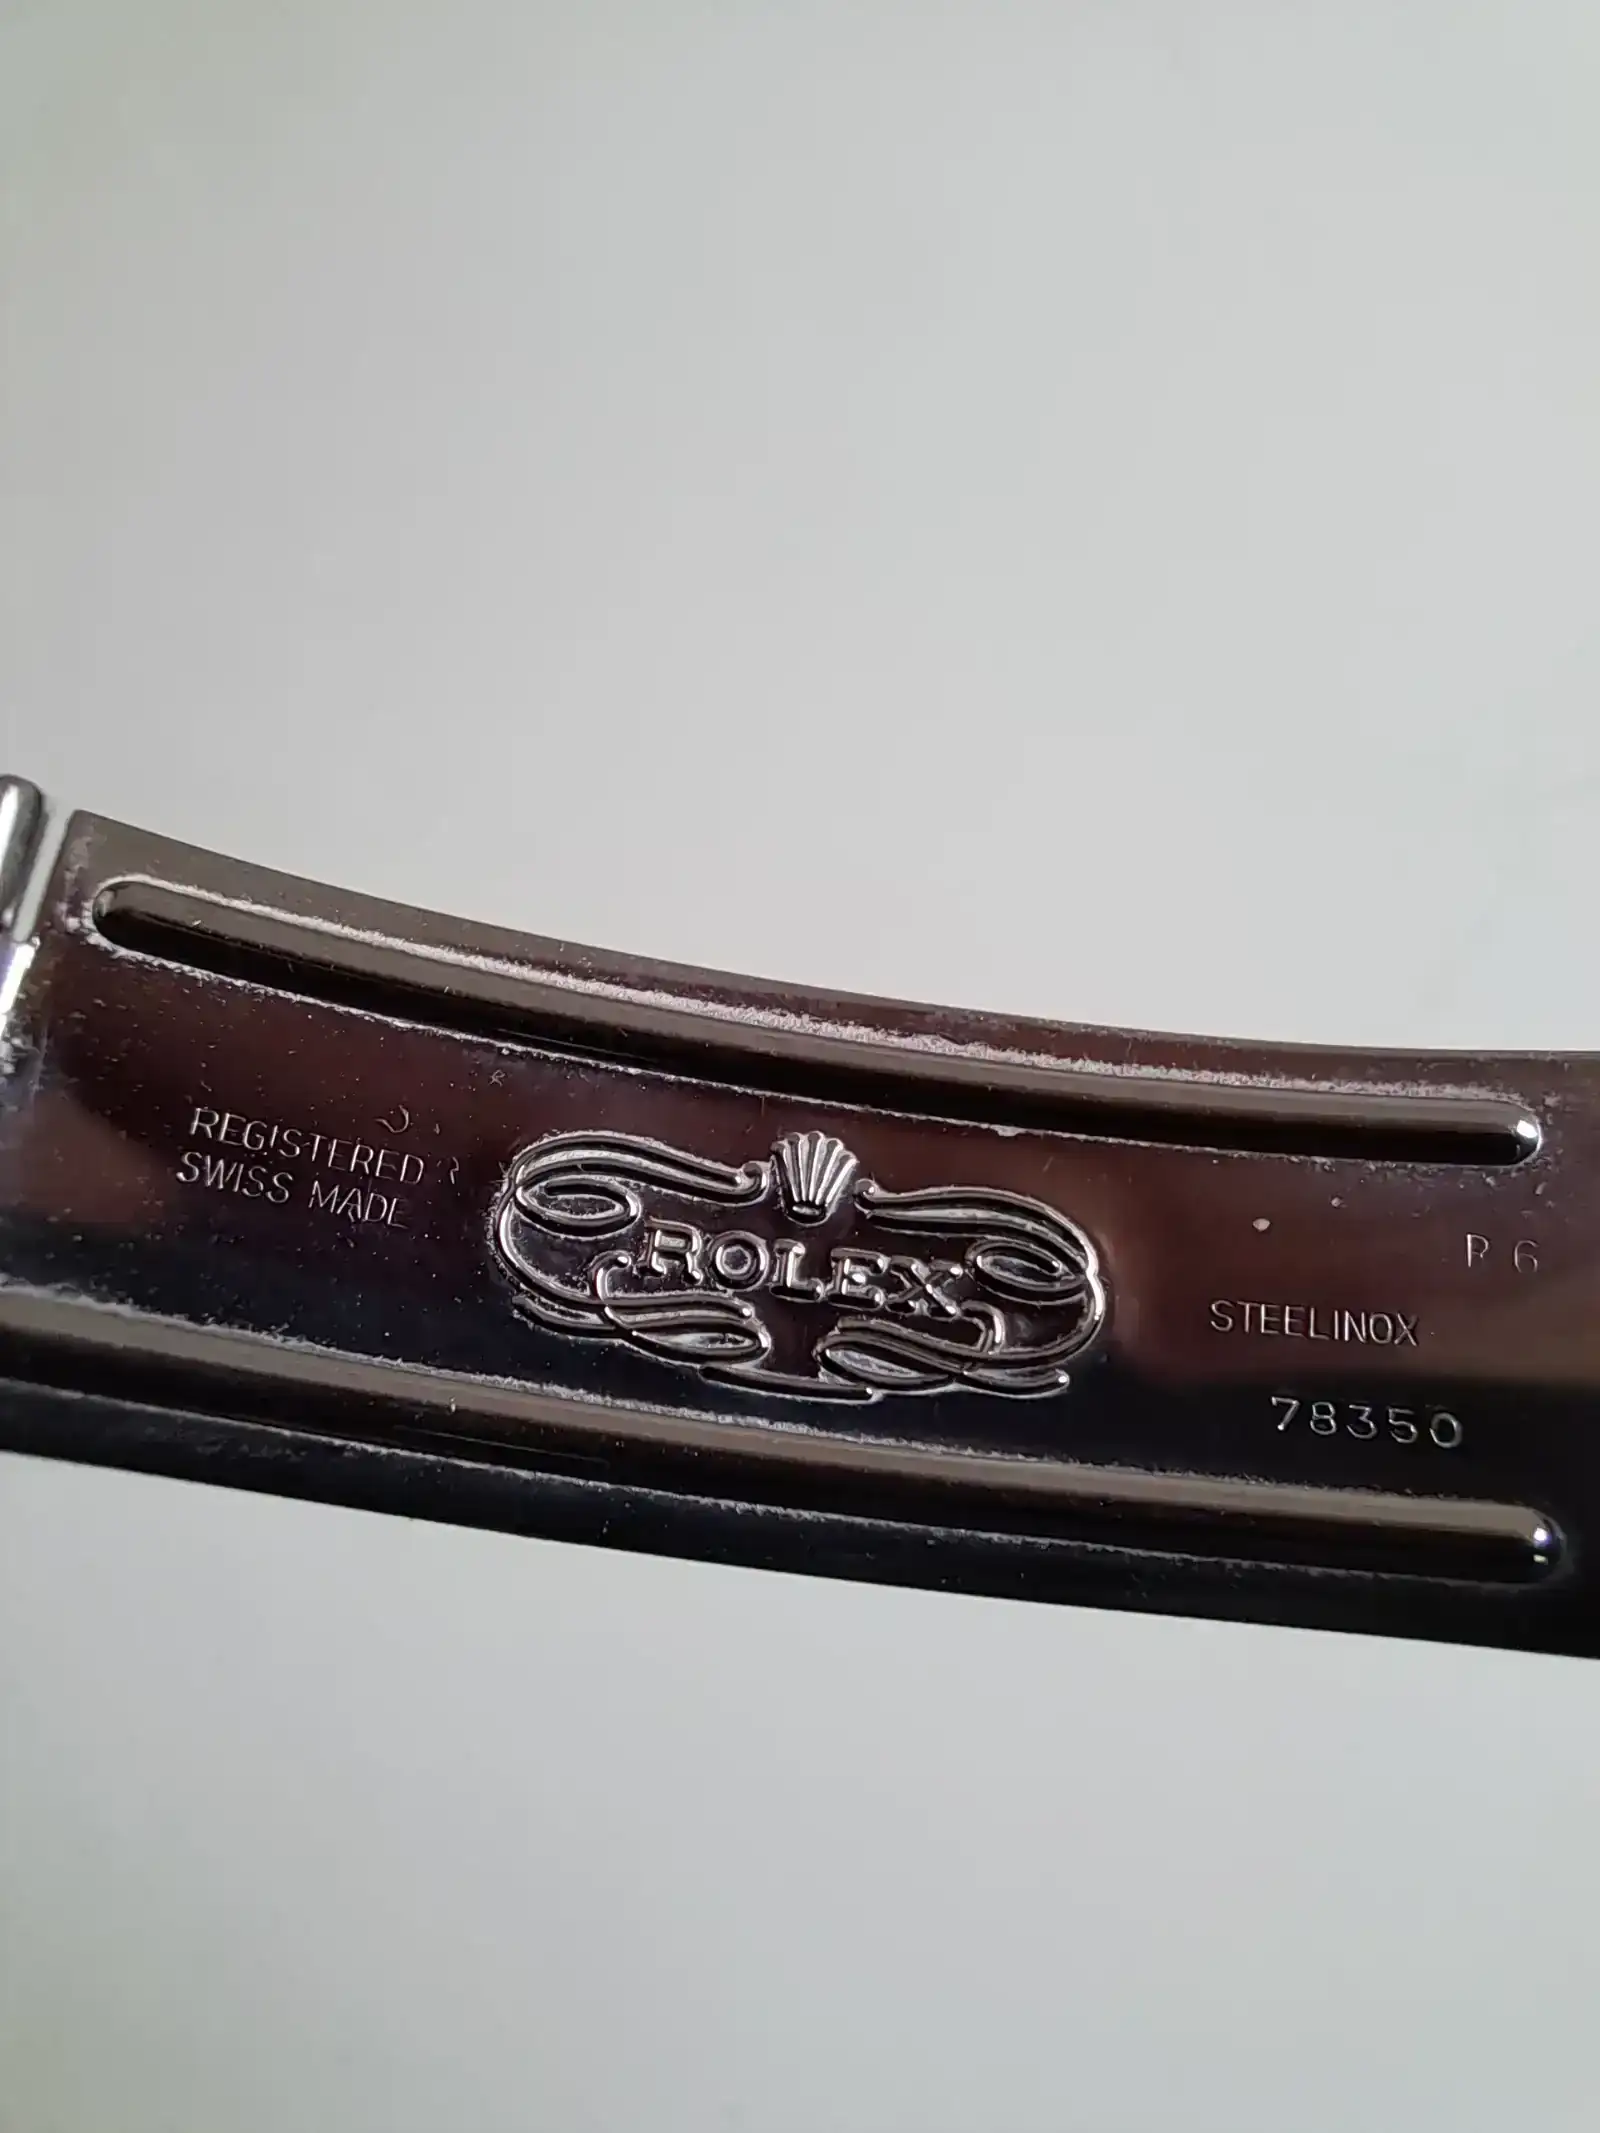 REGISTERED
SWISS MADE
ROLEX
R 6
STEELINOX
78350